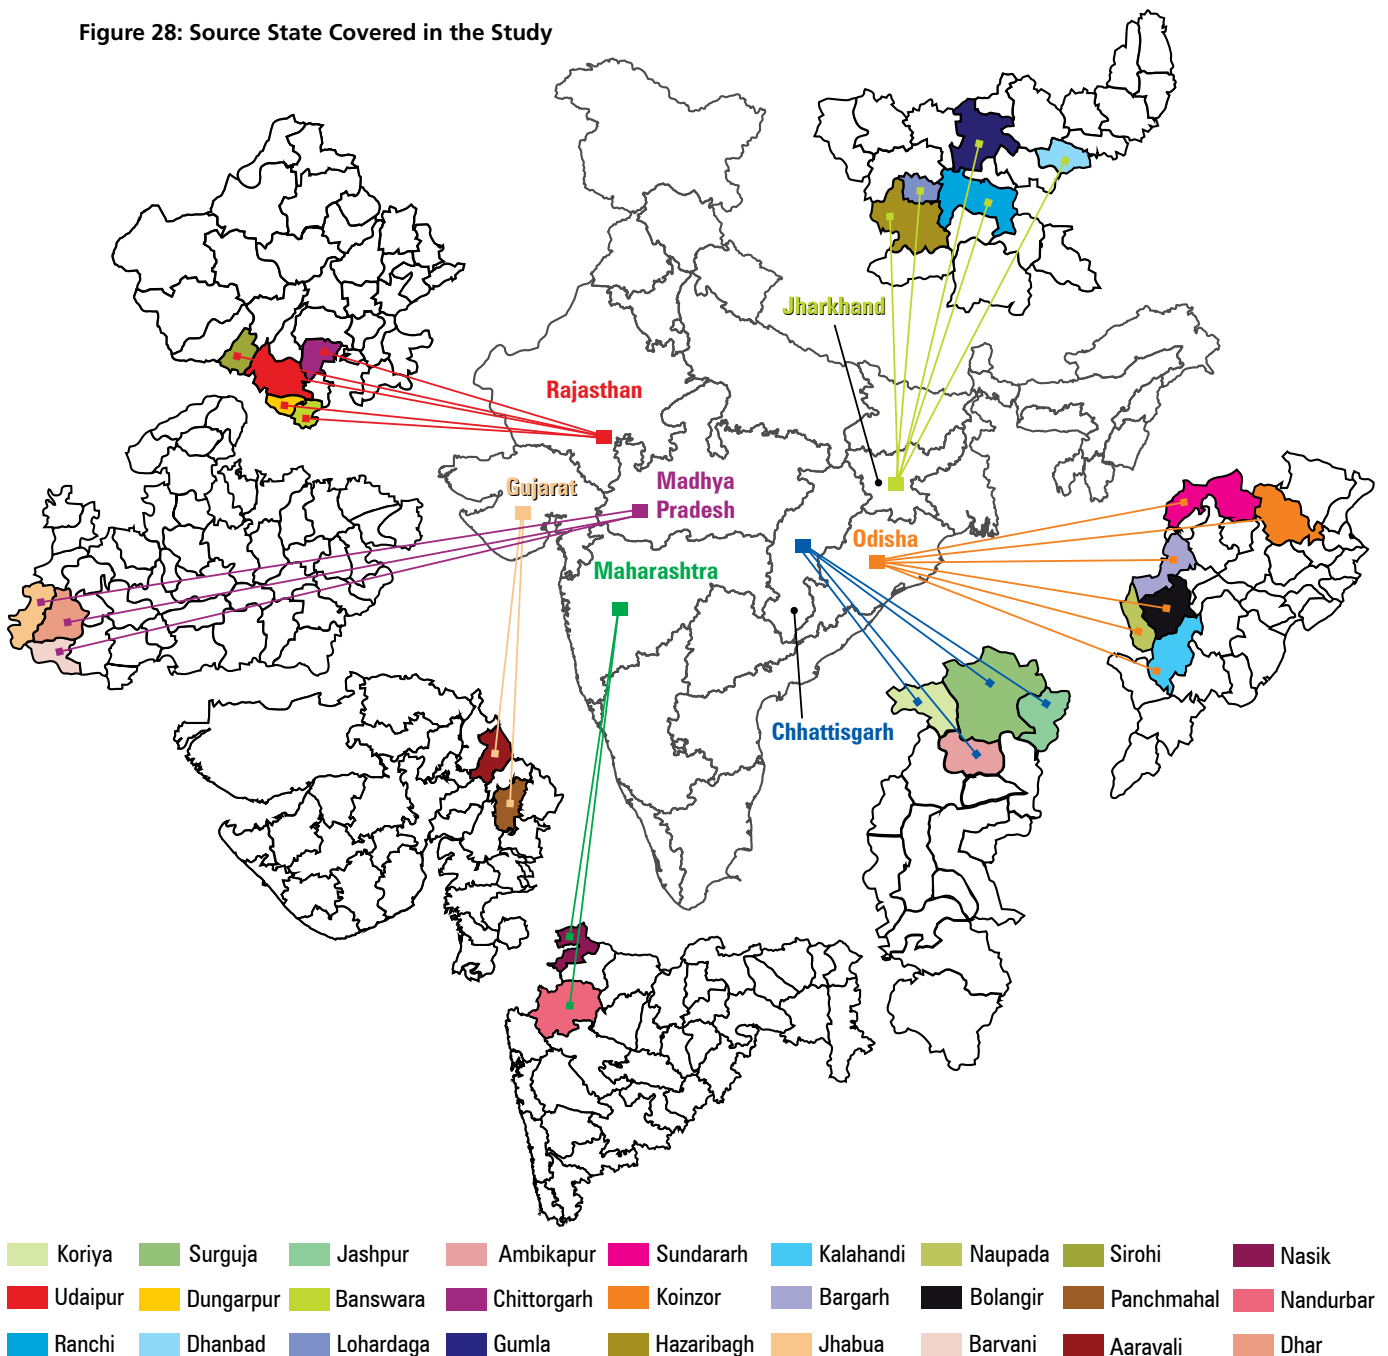 Figure 28: Source State Covered in the Study
Jharkhand
Rajasthan
Gujarat
Madhya
Pradesh
Odisha
Maharashtra
Chhattisgarh
Koriya Surguja Jashpur Ambikapur Sundararh Kalahandi Naupada Sirohi Nasik
Udaipur Dungarpur Banswara Chittorgarh Koinzor Bargarh Bolangir Panchmahal Nandurbar
Ranchi Dhanbad Lohardaga Gumla Hazaribagh Jhabua Barvani Aaravali Dhar